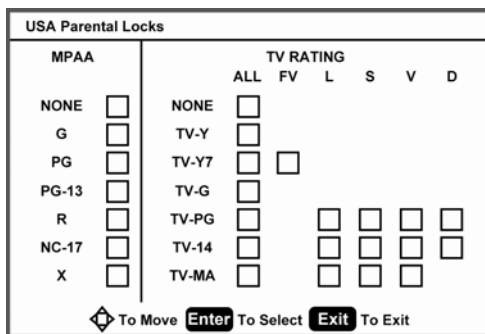 USA Parental Locks
MPAA TV RATING
ALL FV L S V D
NONE NONE
G TV-Y
PG TV-Y7
PG-13 TV-G
R TV-PG
NC-17 TV-14
X TV-MA
To Move Enter To Select Exit To Exit